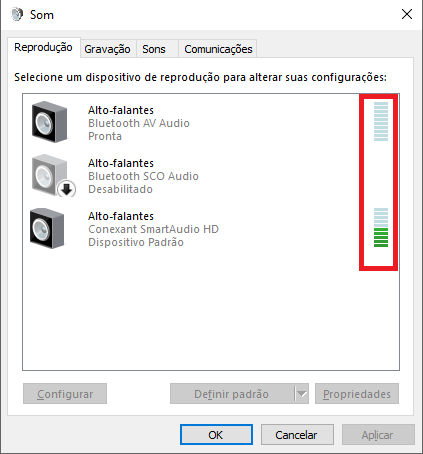 Som
Reprodução Gravação Sons Comunicações
Selecione um dispositivo de reprodução para alterar suas configurações:
Alto-falantes
Bluetooth AV Audio
Pronta
Alto-falantes
Bluetooth SCO Audio
Desabilitado
Alto-falantes
Conexant SmartAudio HD
Dispositivo Padrão
Configurar Definir padrão Propriedades
OK Cancelar Aplicar